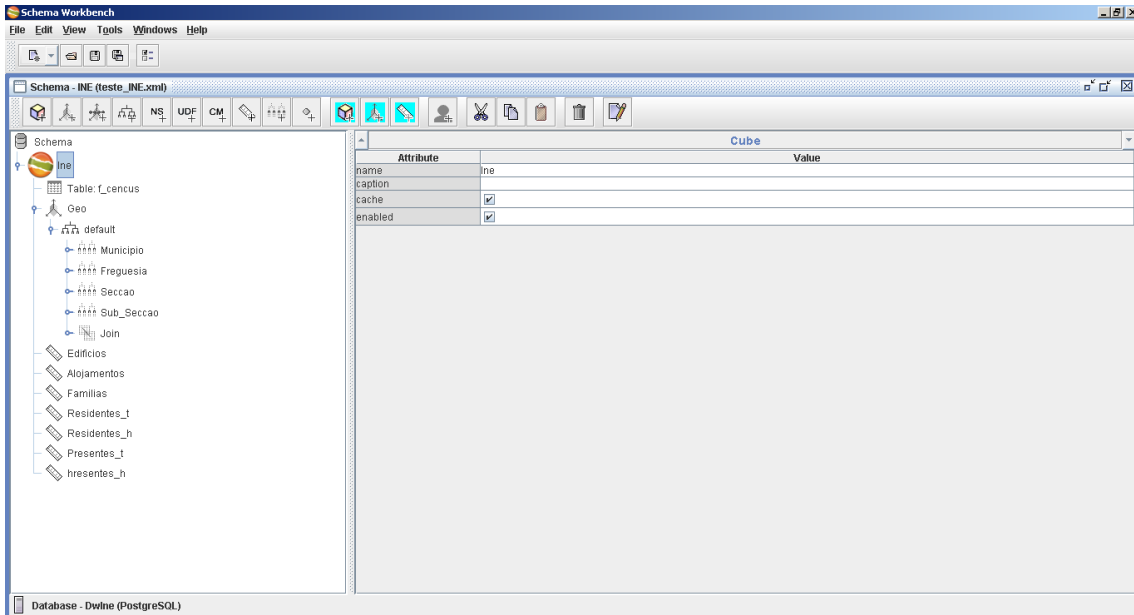 Schema Workbench
File Edit View Tools Windows Help
Schema - INE (teste_INE.xml)
NS UDF CM
Schema
Cube
Ine
Attribute Value
name Ine
caption
cache
enabled
Table: f_cencus
Geo
default
Municipio
Freguesia
Seccao
Sub_Seccao
Join
Edificios
Alojamentos
Familias
Residentes_t
Residentes_h
Presentes_t
hresentes_h
Database - DwIne (PostgreSQL)